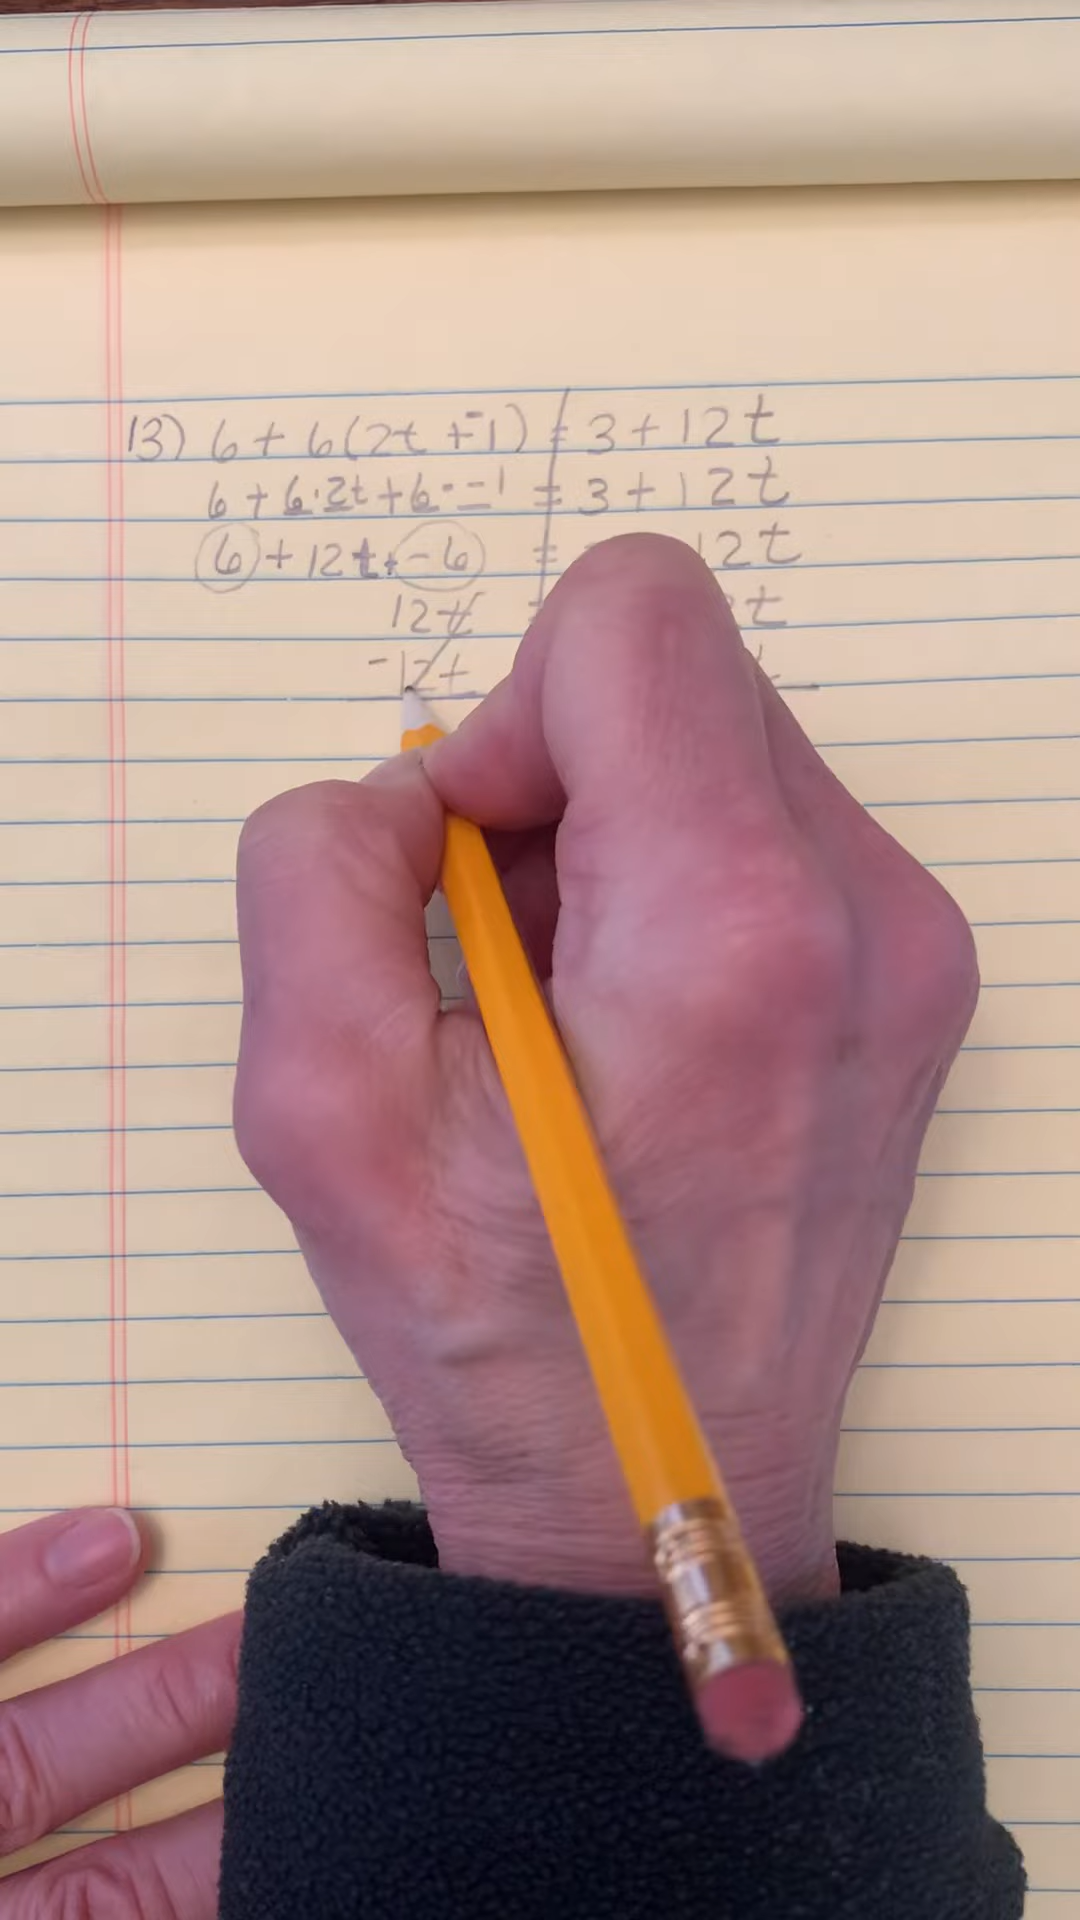 13) 6 + 6(2t + -1) = 3 + 12t
6 + 6·2t + 6·-1 = 3 + 12t
6 + 12t + -6 = 12t
12t = t
-12t